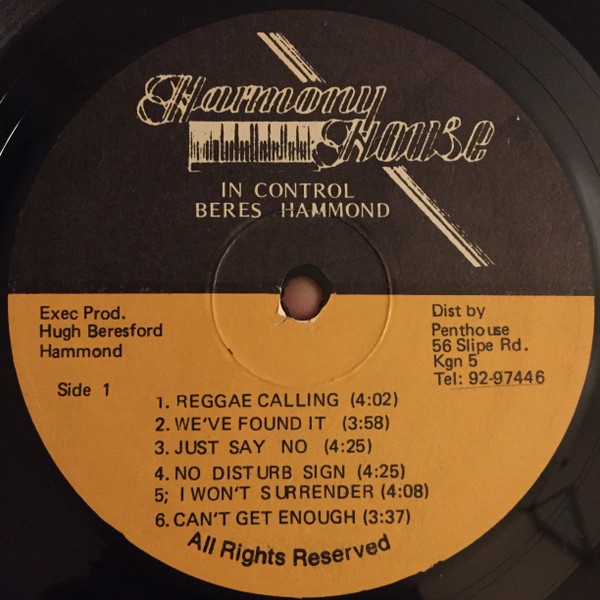 Harmony
House
IN CONTROL
BERES HAMMOND
Exec Prod.
Hugh Beresford
Hammond
Dist by
Penthouse
56 Slipe Rd.
Kgn 5
Tel: 92-97446
Side 1
1. REGGAE CALLING (4:02)
2. WE'VE FOUND IT (3:58)
3. JUST SAY NO (4:25)
4. NO DISTURB SIGN (4:25)
5; I WON'T SURRENDER (4:08)
6. CAN'T GET ENOUGH (3:37)
All Rights Reserved